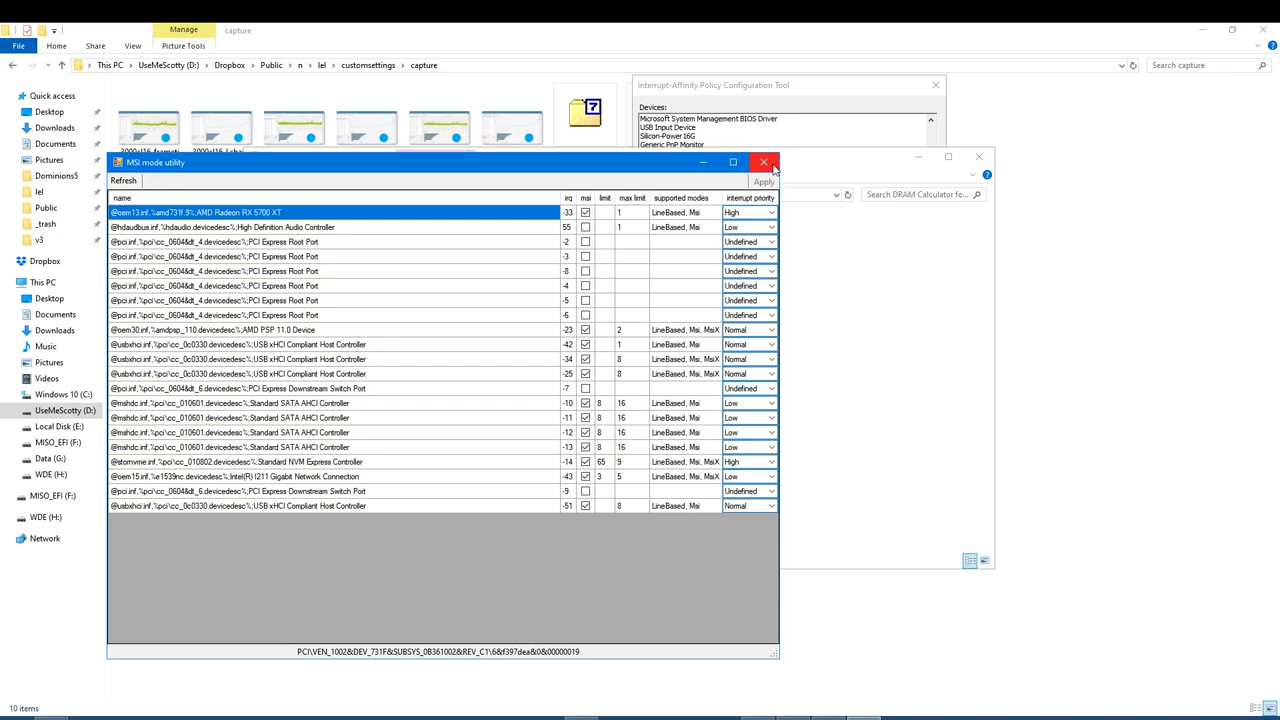 Manage
capture
File
Home
Share
View
Picture Tools
This PC
UseMeScotty (D:)
Dropbox
Public
n
lel
customsettings
capture
Search capture
Quick access
Desktop
Downloads
Documents
Pictures
Dominions5
lel
Public
_trash
v3
Dropbox
This PC
Desktop
Documents
Downloads
Music
Pictures
Videos
Windows 10 (C:)
UseMeScotty (D:)
Local Disk (E:)
MISO_EFI (F:)
Data (G:)
WDE (H:)
MISO_EFI (F:)
WDE (H:)
Network
10 items
7
Interrupt-Affinity Policy Configuration Tool
Devices:
Microsoft System Management BIOS Driver
USB Input Device
Silicon-Power16G
Generic PnP Monitor
Search DRAM Calculator fo...
MSI mode utility
Refresh
Apply
name irq msi limit max limit supported modes interrupt priority
@oem13.inf,%amd731f.9%;AMD Radeon RX 5700 XT -33 1 LineBased, Msi High
@hdaudbus.inf,%hdaudio.devicedesc%;High Definition Audio Controller 55 1 LineBased, Msi Low
@pci.inf,%pci\cc_0604&dt_4.devicedesc%;PCI Express Root Port -2 Undefined
@pci.inf,%pci\cc_0604&dt_4.devicedesc%;PCI Express Root Port -3 Undefined
@pci.inf,%pci\cc_0604&dt_4.devicedesc%;PCI Express Root Port -8 Undefined
@pci.inf,%pci\cc_0604&dt_4.devicedesc%;PCI Express Root Port -4 Undefined
@pci.inf,%pci\cc_0604&dt_4.devicedesc%;PCI Express Root Port -5 Undefined
@pci.inf,%pci\cc_0604&dt_4.devicedesc%;PCI Express Root Port -6 Undefined
@oem30.inf,%amdpsp_110.devicedesc%;AMD PSP 11.0 Device -23 2 LineBased, Msi, MsiX Normal
@usbxhci.inf,%pci\cc_0c0330.devicedesc%;USB xHCI Compliant Host Controller -42 1 LineBased, Msi, MsiX Normal
@usbxhci.inf,%pci\cc_0c0330.devicedesc%;USB xHCI Compliant Host Controller -34 8 LineBased, Msi, MsiX Normal
@usbxhci.inf,%pci\cc_0c0330.devicedesc%;USB xHCI Compliant Host Controller -25 8 LineBased, Msi, MsiX Normal
@pci.inf,%pci\cc_0604&dt_6.devicedesc%;PCI Express Downstream Switch Port -7 Undefined
@mshdc.inf,%pci\cc_010601.devicedesc%;Standard SATA AHCI Controller -10 8 16 LineBased, Msi Low
@mshdc.inf,%pci\cc_010601.devicedesc%;Standard SATA AHCI Controller -11 8 16 LineBased, Msi Low
@mshdc.inf,%pci\cc_010601.devicedesc%;Standard SATA AHCI Controller -12 8 16 LineBased, Msi Low
@mshdc.inf,%pci\cc_010601.devicedesc%;Standard SATA AHCI Controller -13 8 16 LineBased, Msi Low
@stornvme.inf,%pci\cc_010802.devicedesc%;Standard NVM Express Controller -14 65 9 LineBased, Msi, MsiX High
@oem15.inf,%e1539nc.devicedesc%;Intel(R) I211 Gigabit Network Connection -43 3 5 LineBased, Msi, MsiX Low
@pci.inf,%pci\cc_0604&dt_6.devicedesc%;PCI Express Downstream Switch Port -9 Undefined
@usbxhci.inf,%pci\cc_0c0330.devicedesc%;USB xHCI Compliant Host Controller -51 8 LineBased, Msi, MsiX Normal
PCI\VEN_1002&DEV_731F&SUBSYS_0B361002&REV_C1\6&f397dea&0&00000019